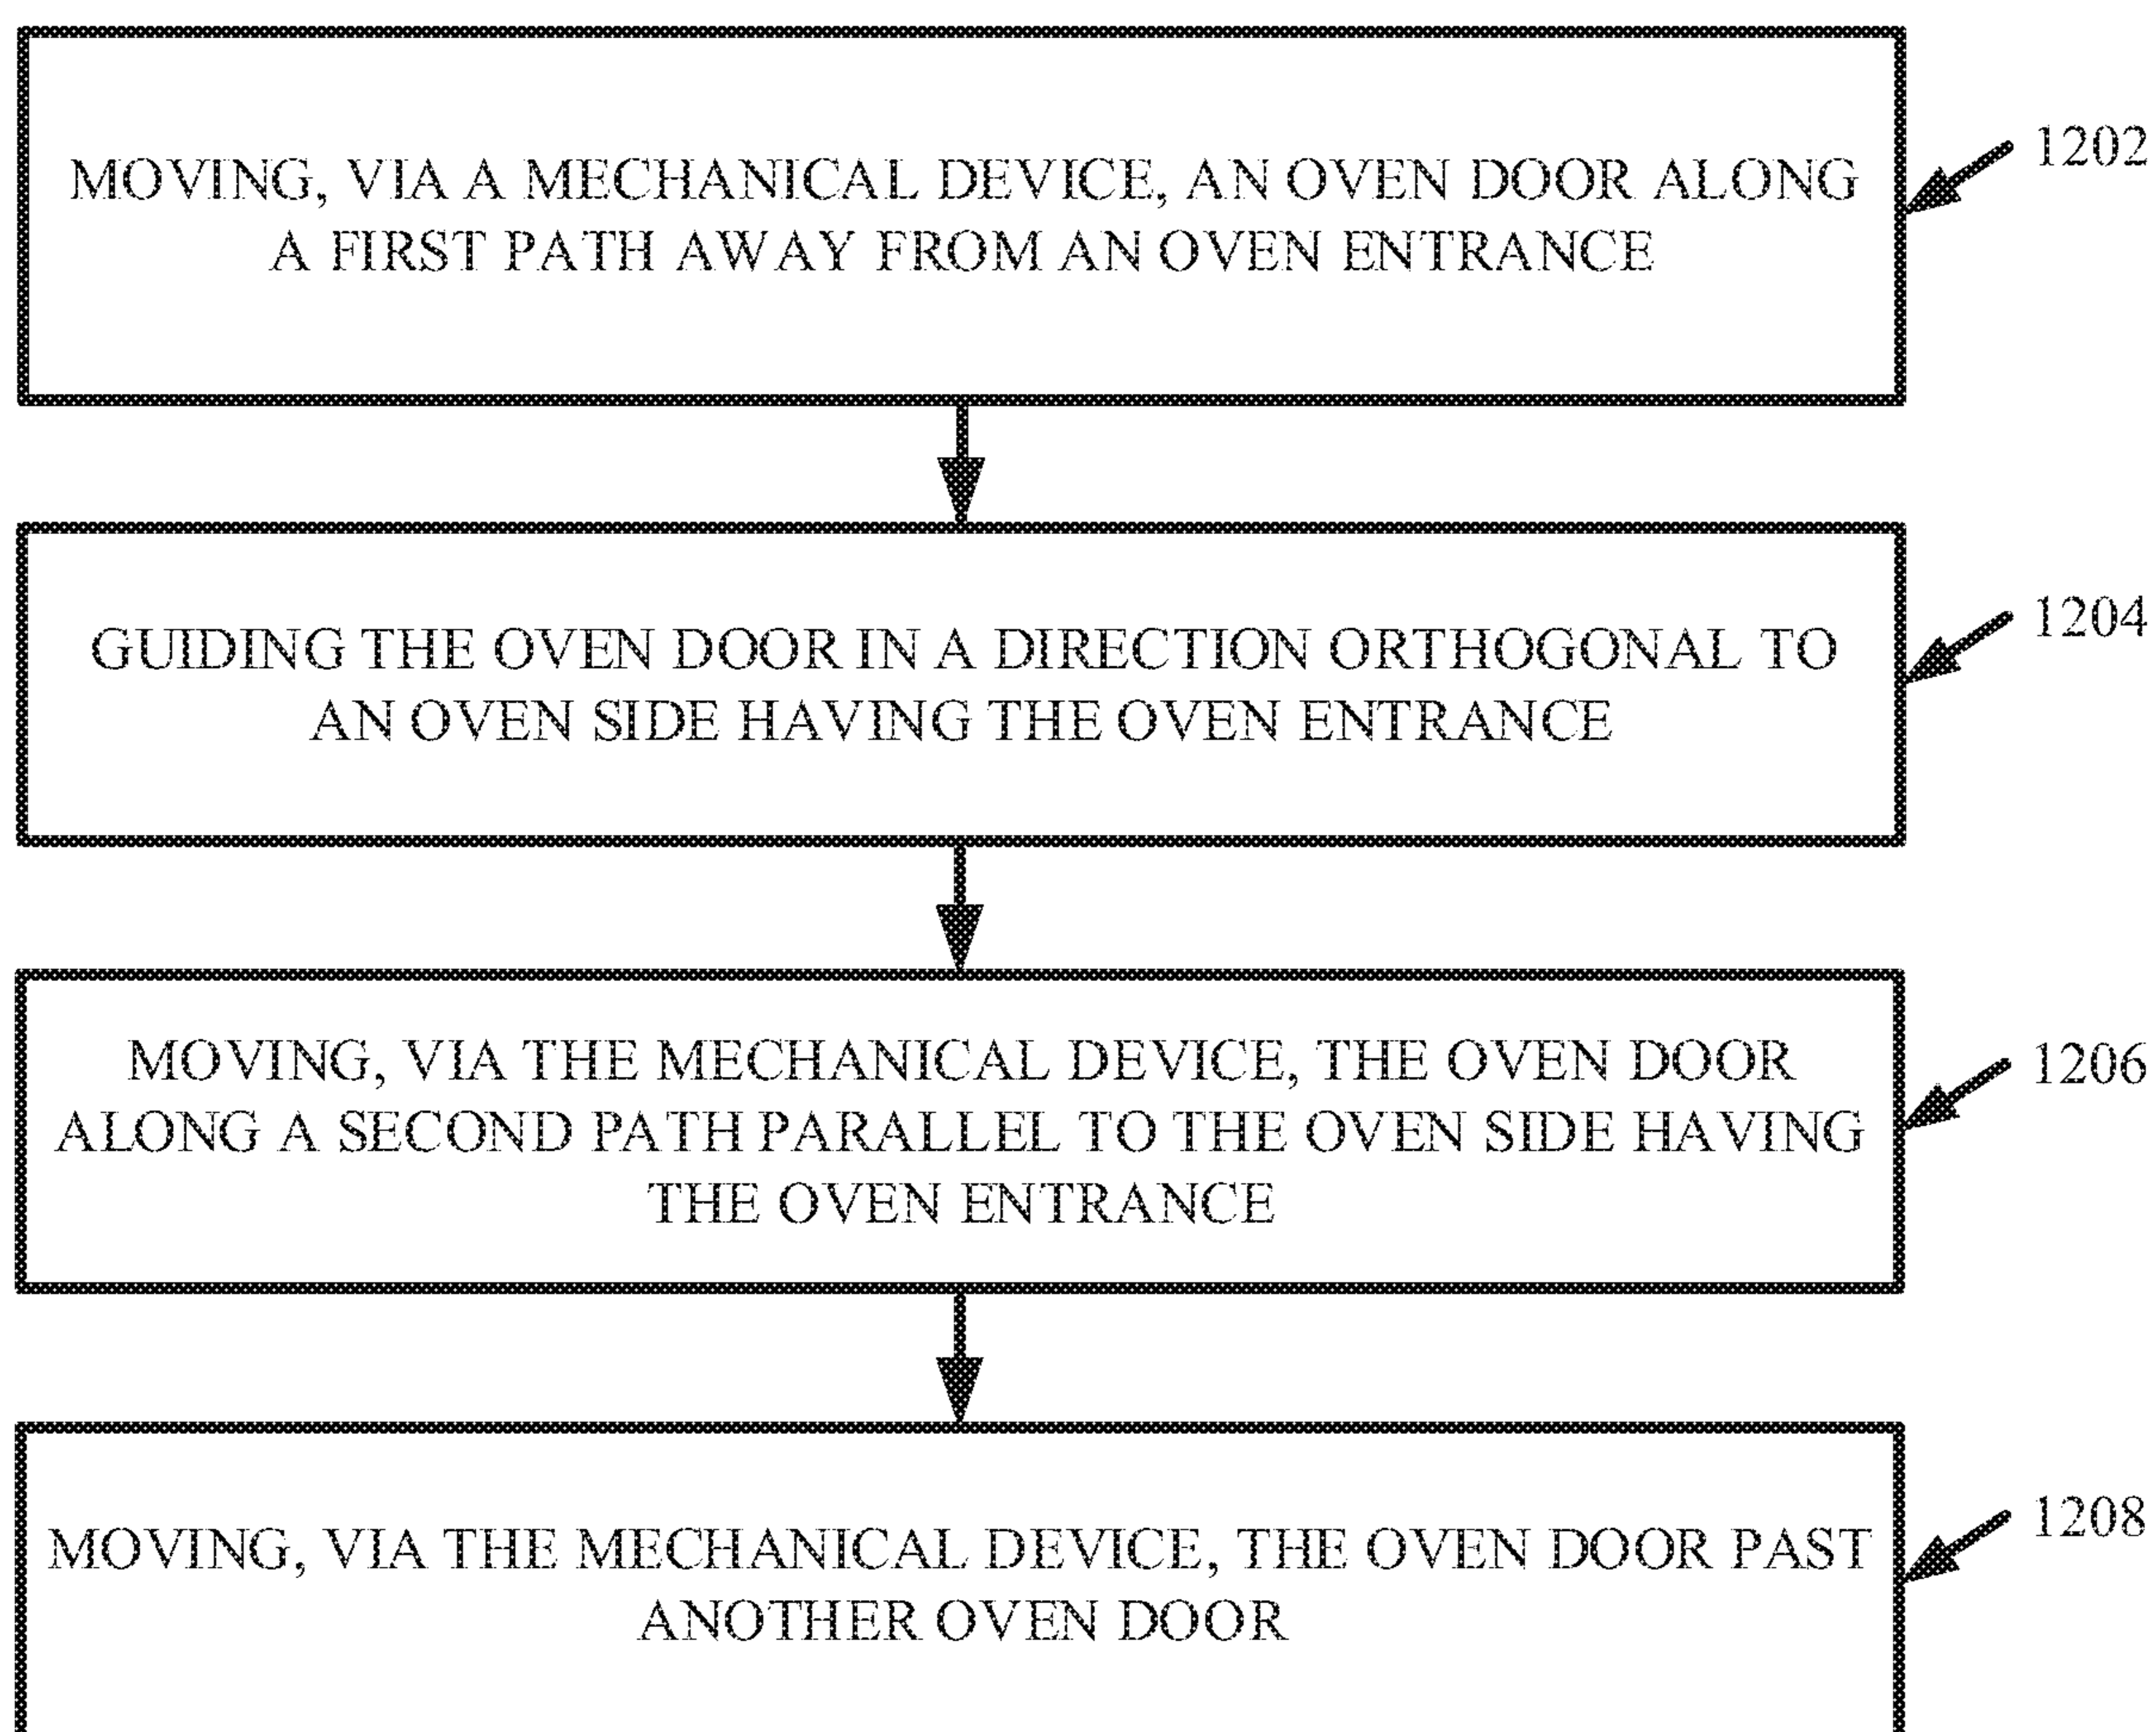 MOVING, VIA A MECHANICAL DEVICE, AN OVEN DOOR ALONG
A FIRST PATH AWAY FROM AN OVEN ENTRANCE
1202
GUIDING THE OVEN DOOR IN A DIRECTION ORTHOGONAL TO
AN OVEN SIDE HAVING THE OVEN ENTRANCE
1204
MOVING, VIA THE MECHANICAL DEVICE, THE OVEN DOOR
ALONG A SECOND PATH PARALLEL TO THE OVEN SIDE HAVING
THE OVEN ENTRANCE
1206
MOVING, VIA THE MECHANICAL DEVICE, THE OVEN DOOR PAST
ANOTHER OVEN DOOR
1208